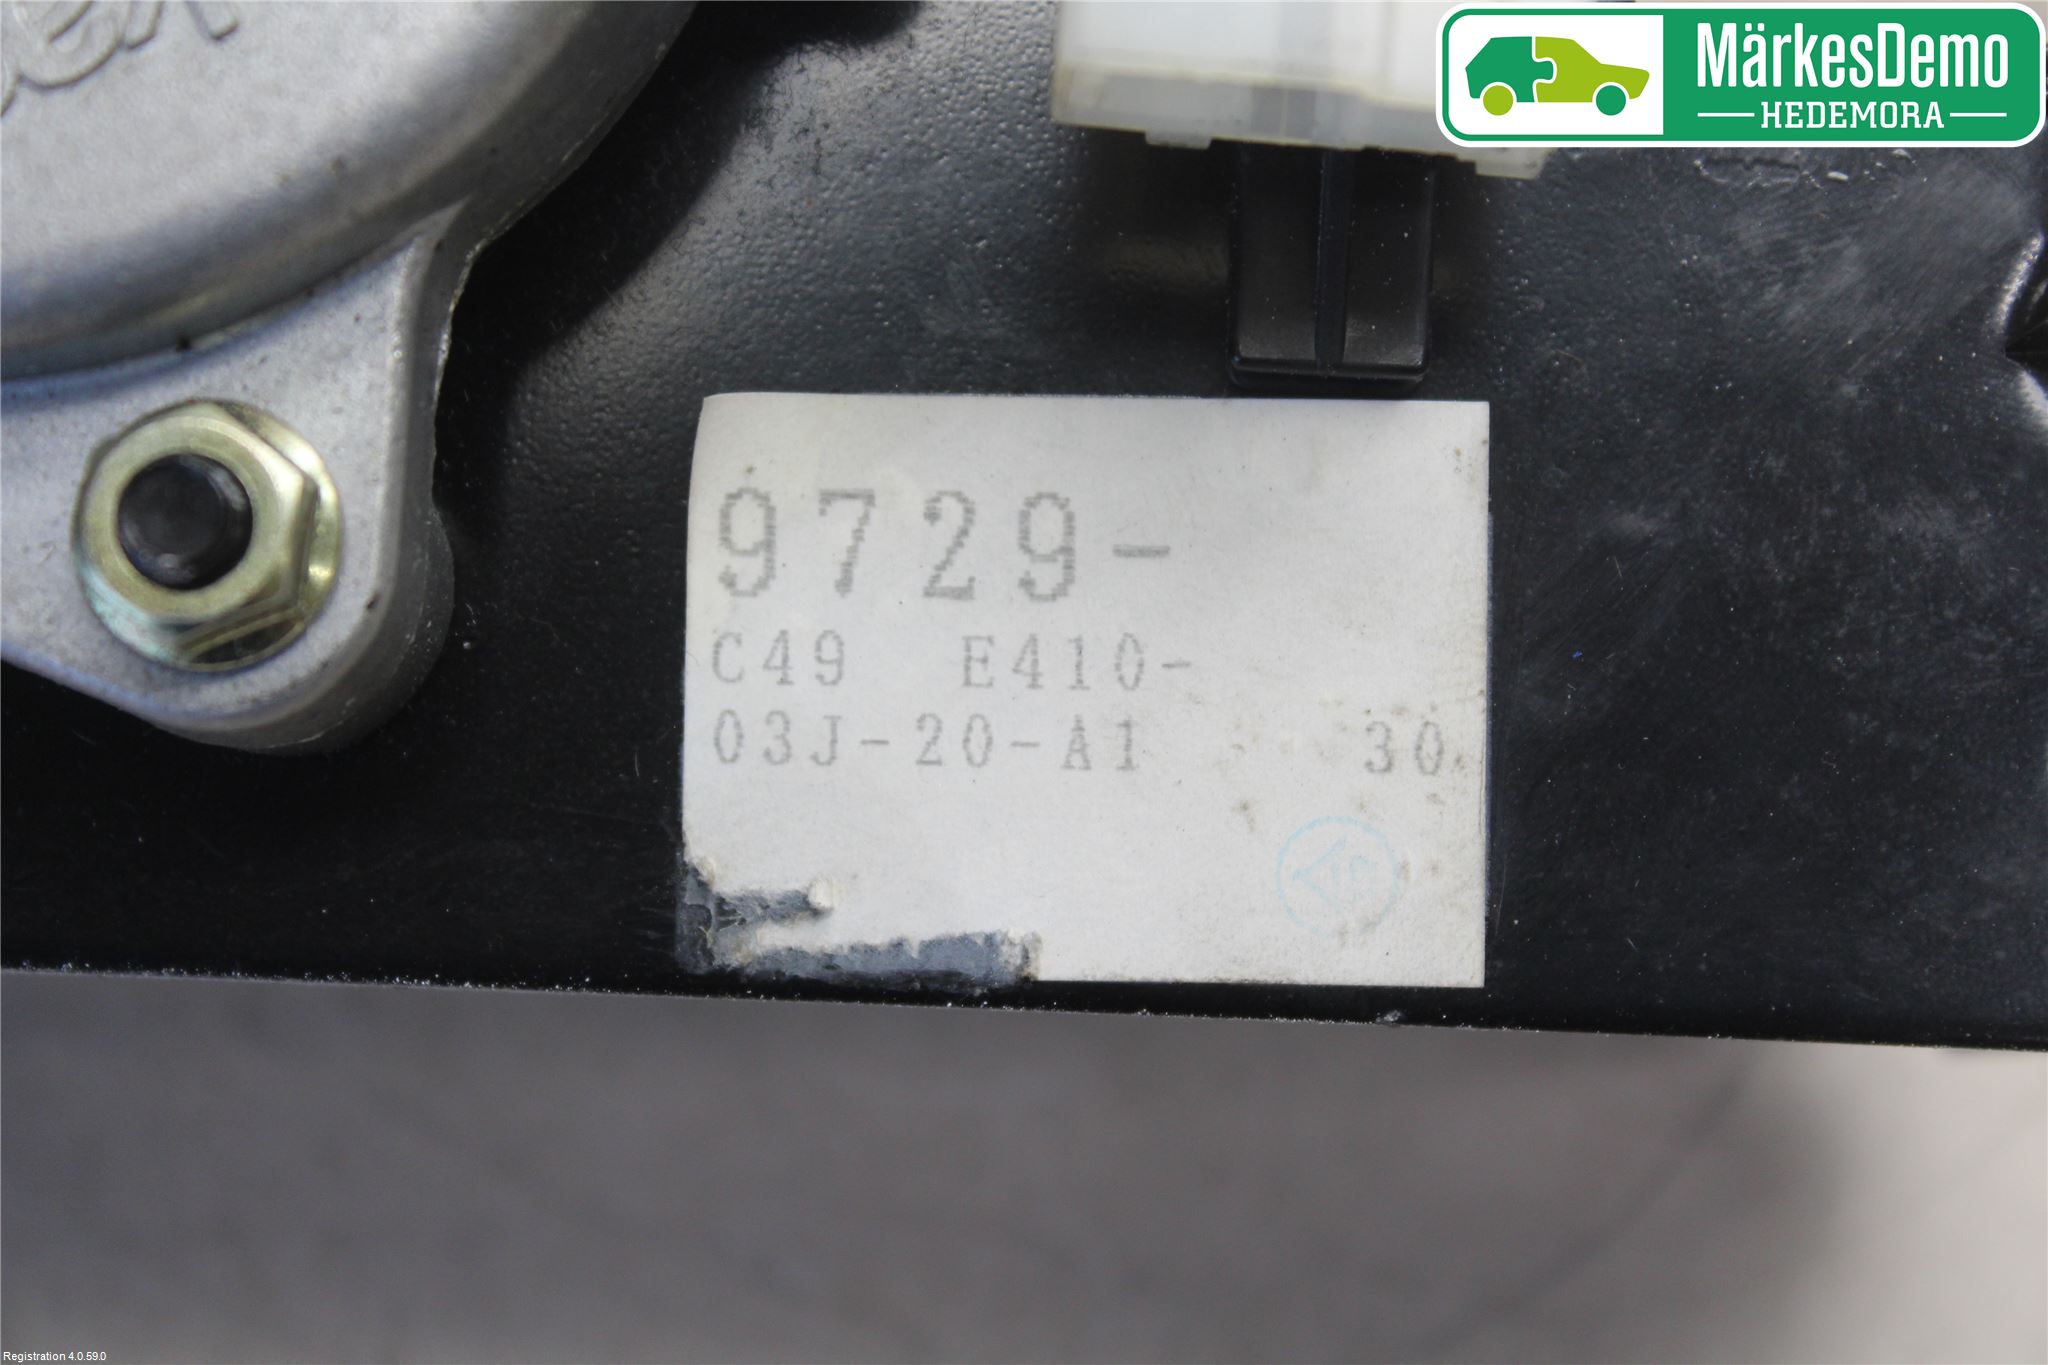 MärkesDemo
HEDEMORA
9729-
C49 E410-
03J-20-A1 30
Registration 4.0.59.0